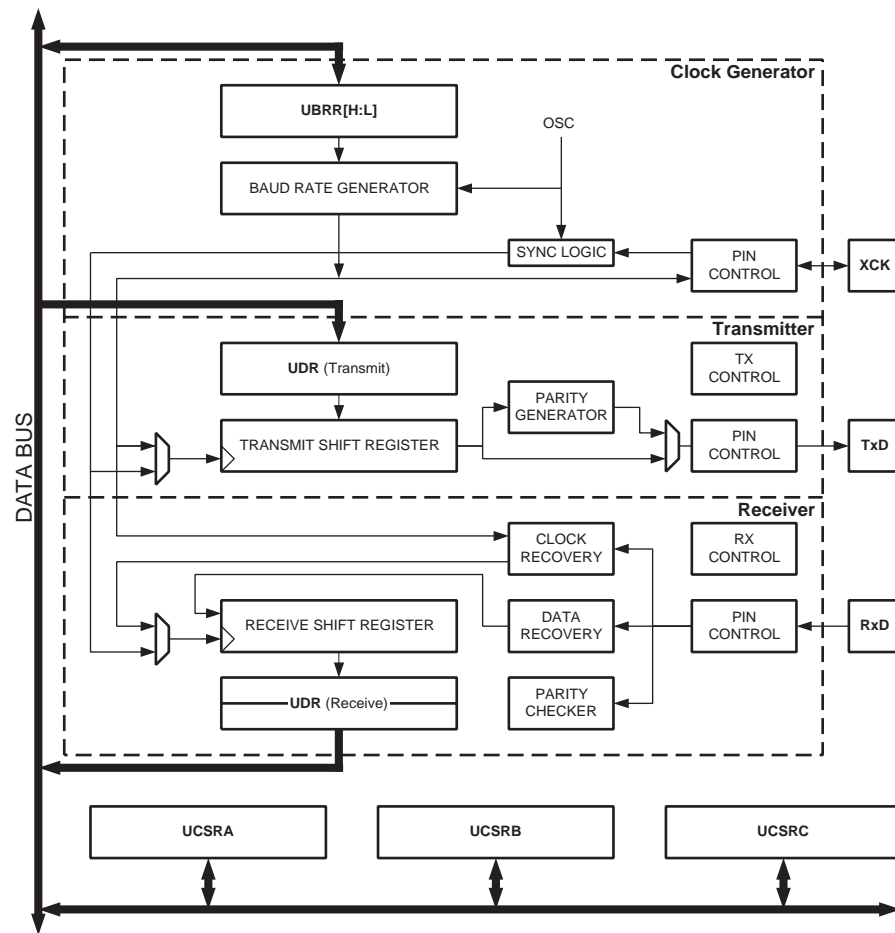 Clock Generator
UBRR[H:L]
OSC
BAUD RATE GENERATOR
SYNC LOGIC
PIN
CONTROL
XCK
Transmitter
UDR (Transmit)
TX
CONTROL
PARITY
GENERATOR
TRANSMIT SHIFT REGISTER
PIN
CONTROL
TxD
DATA BUS
Receiver
CLOCK
RECOVERY
RX
CONTROL
RECEIVE SHIFT REGISTER
DATA
RECOVERY
PIN
CONTROL
RxD
UDR (Receive)
PARITY
CHECKER
UCSRA
UCSRB
UCSRC